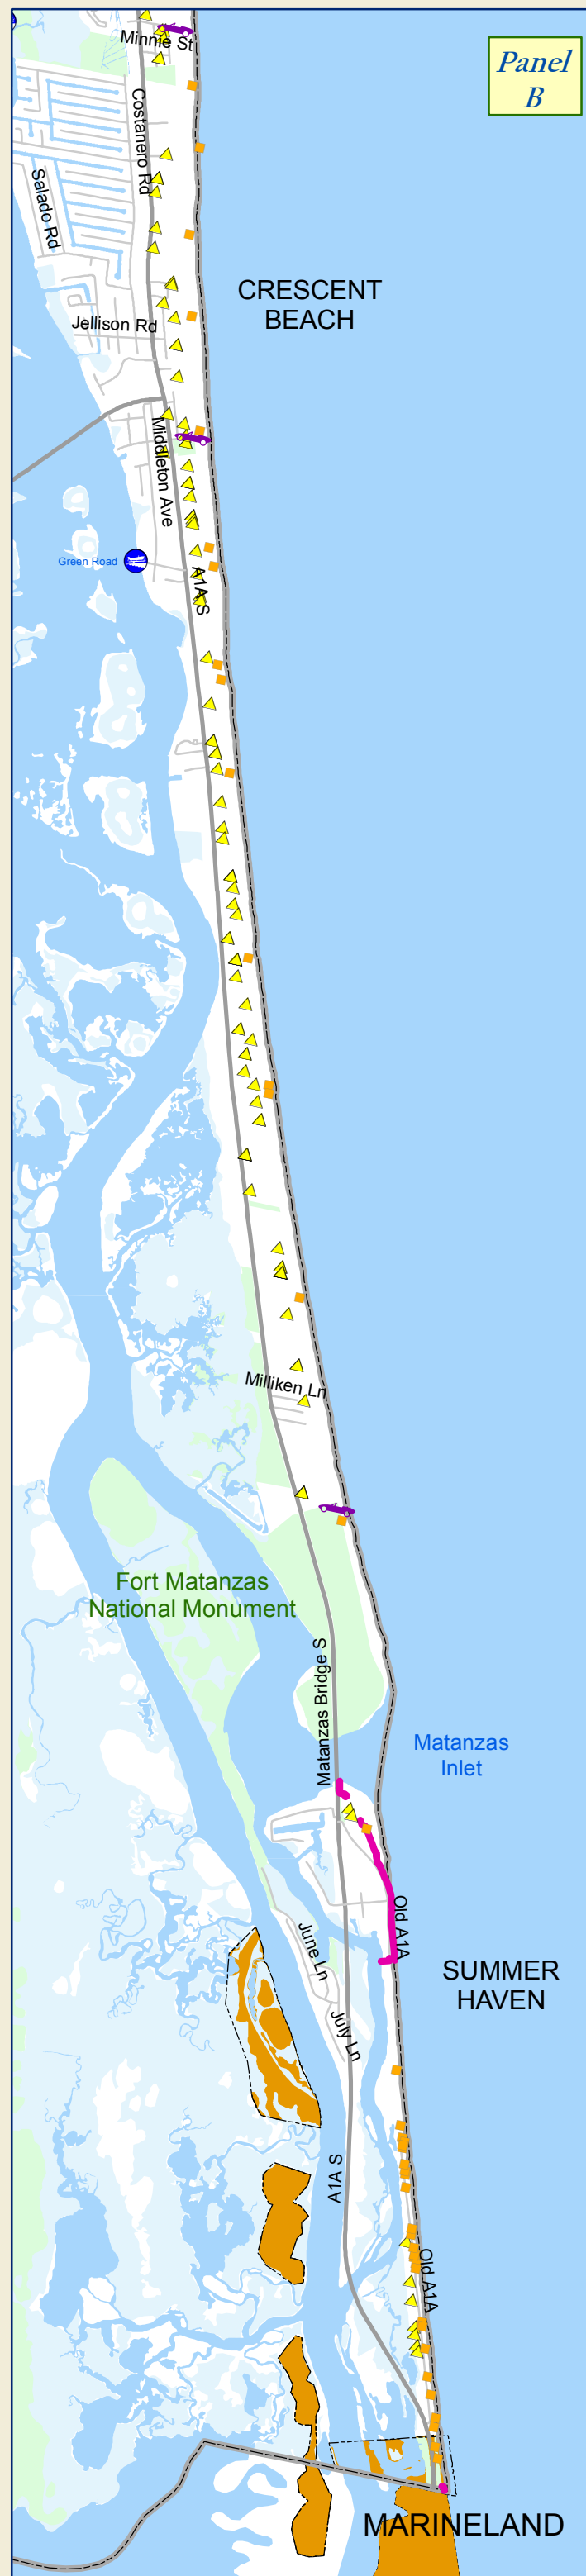 Minnie St
Panel
B
Costanero Rd
Salado Rd
CRESCENT
BEACH
Jellison Rd
Middleton Ave
Green Road
A1A S
Milliken Ln
Fort Matanzas
National Monument
Matanzas Bridge S
Matanzas
Inlet
Old A1A
June Ln
SUMMER
HAVEN
July Ln
A1A S
Old A1A
MARINELAND